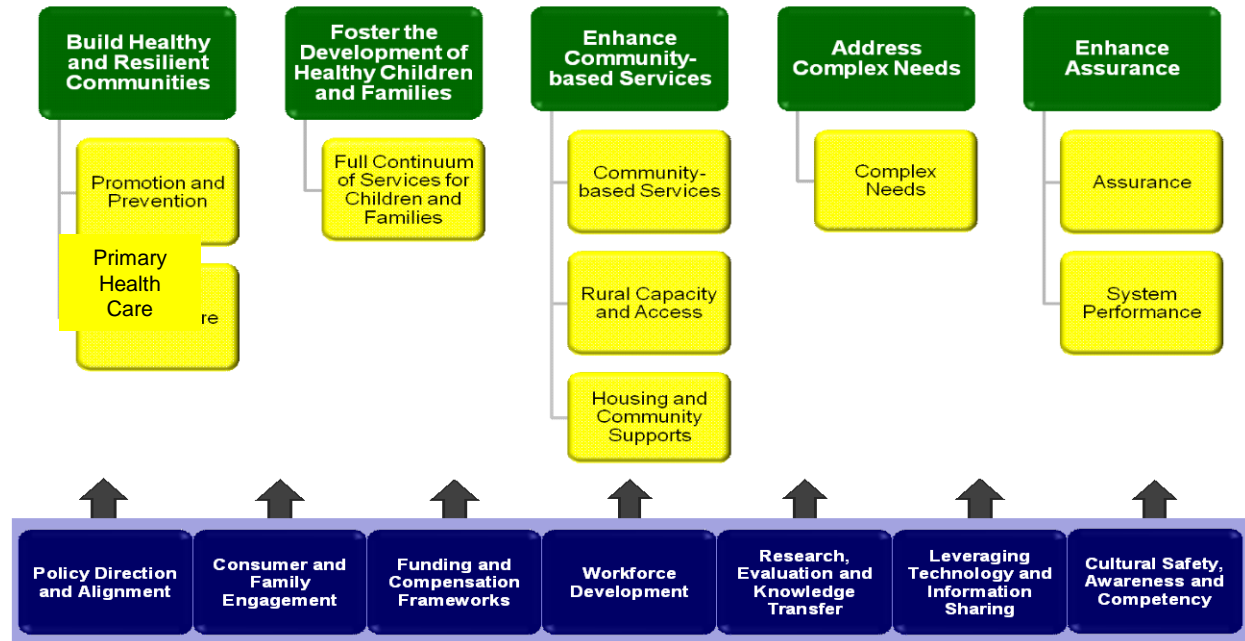 Build Healthy
and Resilient
Communities
Foster the
Development of
Healthy Children
and Families
Enhance
Community-
based Services
Address
Complex Needs
Enhance
Assurance
Promotion and
Prevention
Primary
Health
Care
re
Full Continuum
of Services for
Children and
Families
Community-
based Services
Rural Capacity
and Access
Housing and
Community
Supports
Complex
Needs
Assurance
System
Performance
Policy Direction
and Alignment
Consumer and
Family
Engagement
Funding and
Compensation
Frameworks
Workforce
Development
Research,
Evaluation and
Knowledge
Transfer
Leveraging
Technology and
Information
Sharing
Cultural Safety,
Awareness and
Competency